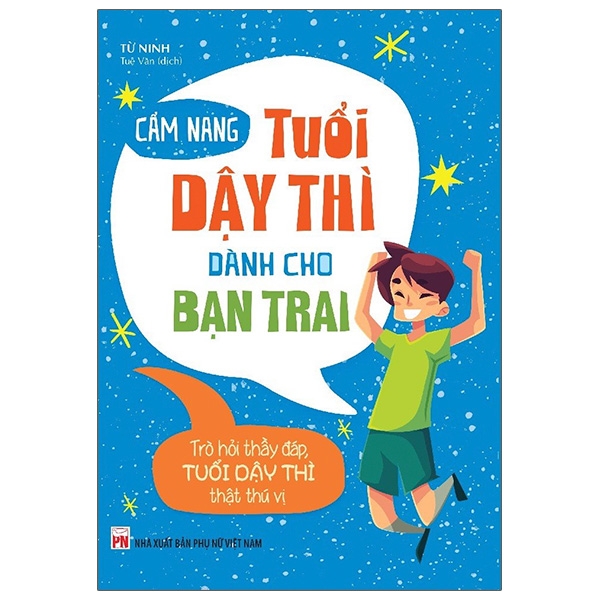 TỪ NINH
Tuệ Văn (dịch)
CẨM NANG
TUỔI
DẬY THÌ
DÀNH CHO
BẠN TRAI
Trò hỏi thầy đáp,
TUỔI DẬY THÌ
thật thú vị
PN NHÀ XUẤT BẢN PHỤ NỮ VIỆT NAM